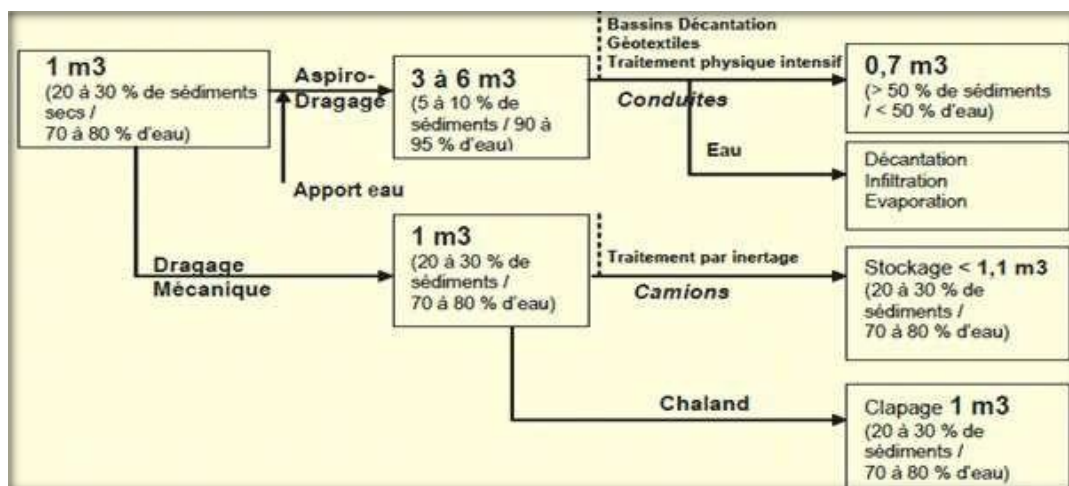 1 m3
(20 à 30 % de sédiments
secs /
70 à 80 % d'eau)
Aspiro-
Dragage
Apport eau
3 à 6 m3
(5 à 10 % de
sédiments / 90 à
95 % d'eau)
Bassins Décantation
Géotextiles
Traitement physique intensif
Conduites
0,7 m3
(> 50 % de sédiments
/ < 50 % d'eau)
Eau
Décantation
Infiltration
Evaporation
Dragage
Mécanique
1 m3
(20 à 30 % de
sédiments /
70 à 80 % d'eau)
Traitement par inertage
Camions
Stockage < 1,1 m3
(20 à 30 % de
sédiments /
70 à 80 % d'eau)
Chaland
Clapage 1 m3
(20 à 30 % de
sédiments /
70 à 80 % d'eau)